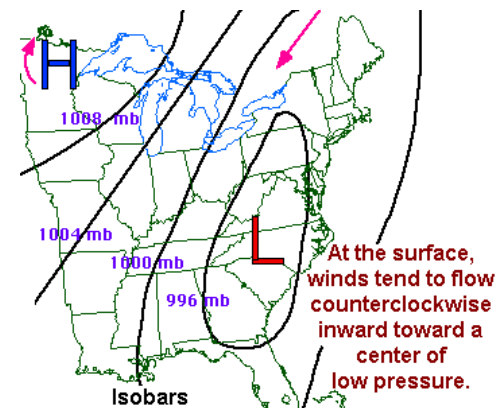 H
1008 mb
1004 mb
1000 mb
996 mb
L
At the surface,
winds tend to flow
counterclockwise
inward toward a
center of
low pressure.
Isobars